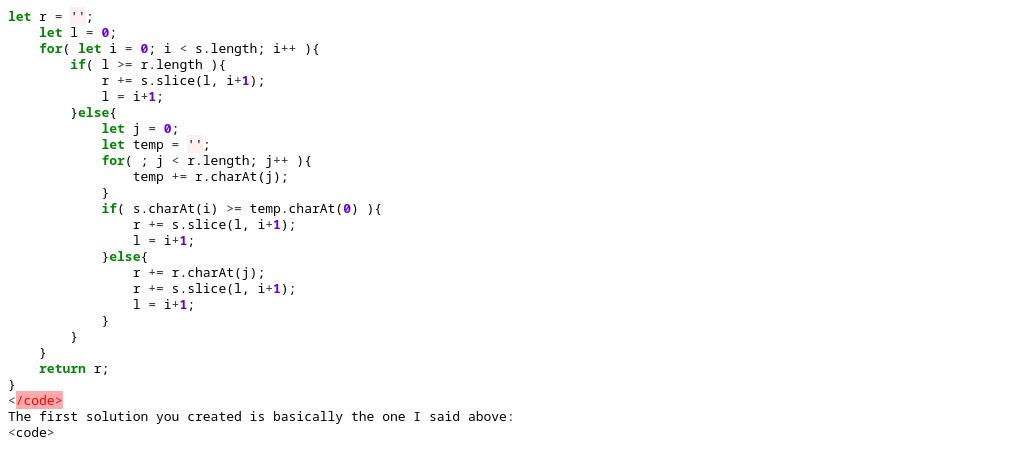 let r = '';
    let l = 0;
    for( let i = 0; i < s.length; i++ ){
        if( l >= r.length ){
            r += s.slice(l, i+1);
            l = i+1;
        }else{
            let j = 0;
            let temp = '';
            for( ; j < r.length; j++ ){
                temp += r.charAt(j);
            }
            if( s.charAt(i) >= temp.charAt(0) ){
                r += s.slice(l, i+1);
                l = i+1;
            }else{
                r += r.charAt(j);
                r += s.slice(l, i+1);
                l = i+1;
            }
        }
    }
    return r;
}
</code>
The first solution you created is basically the one I said above:
<code>